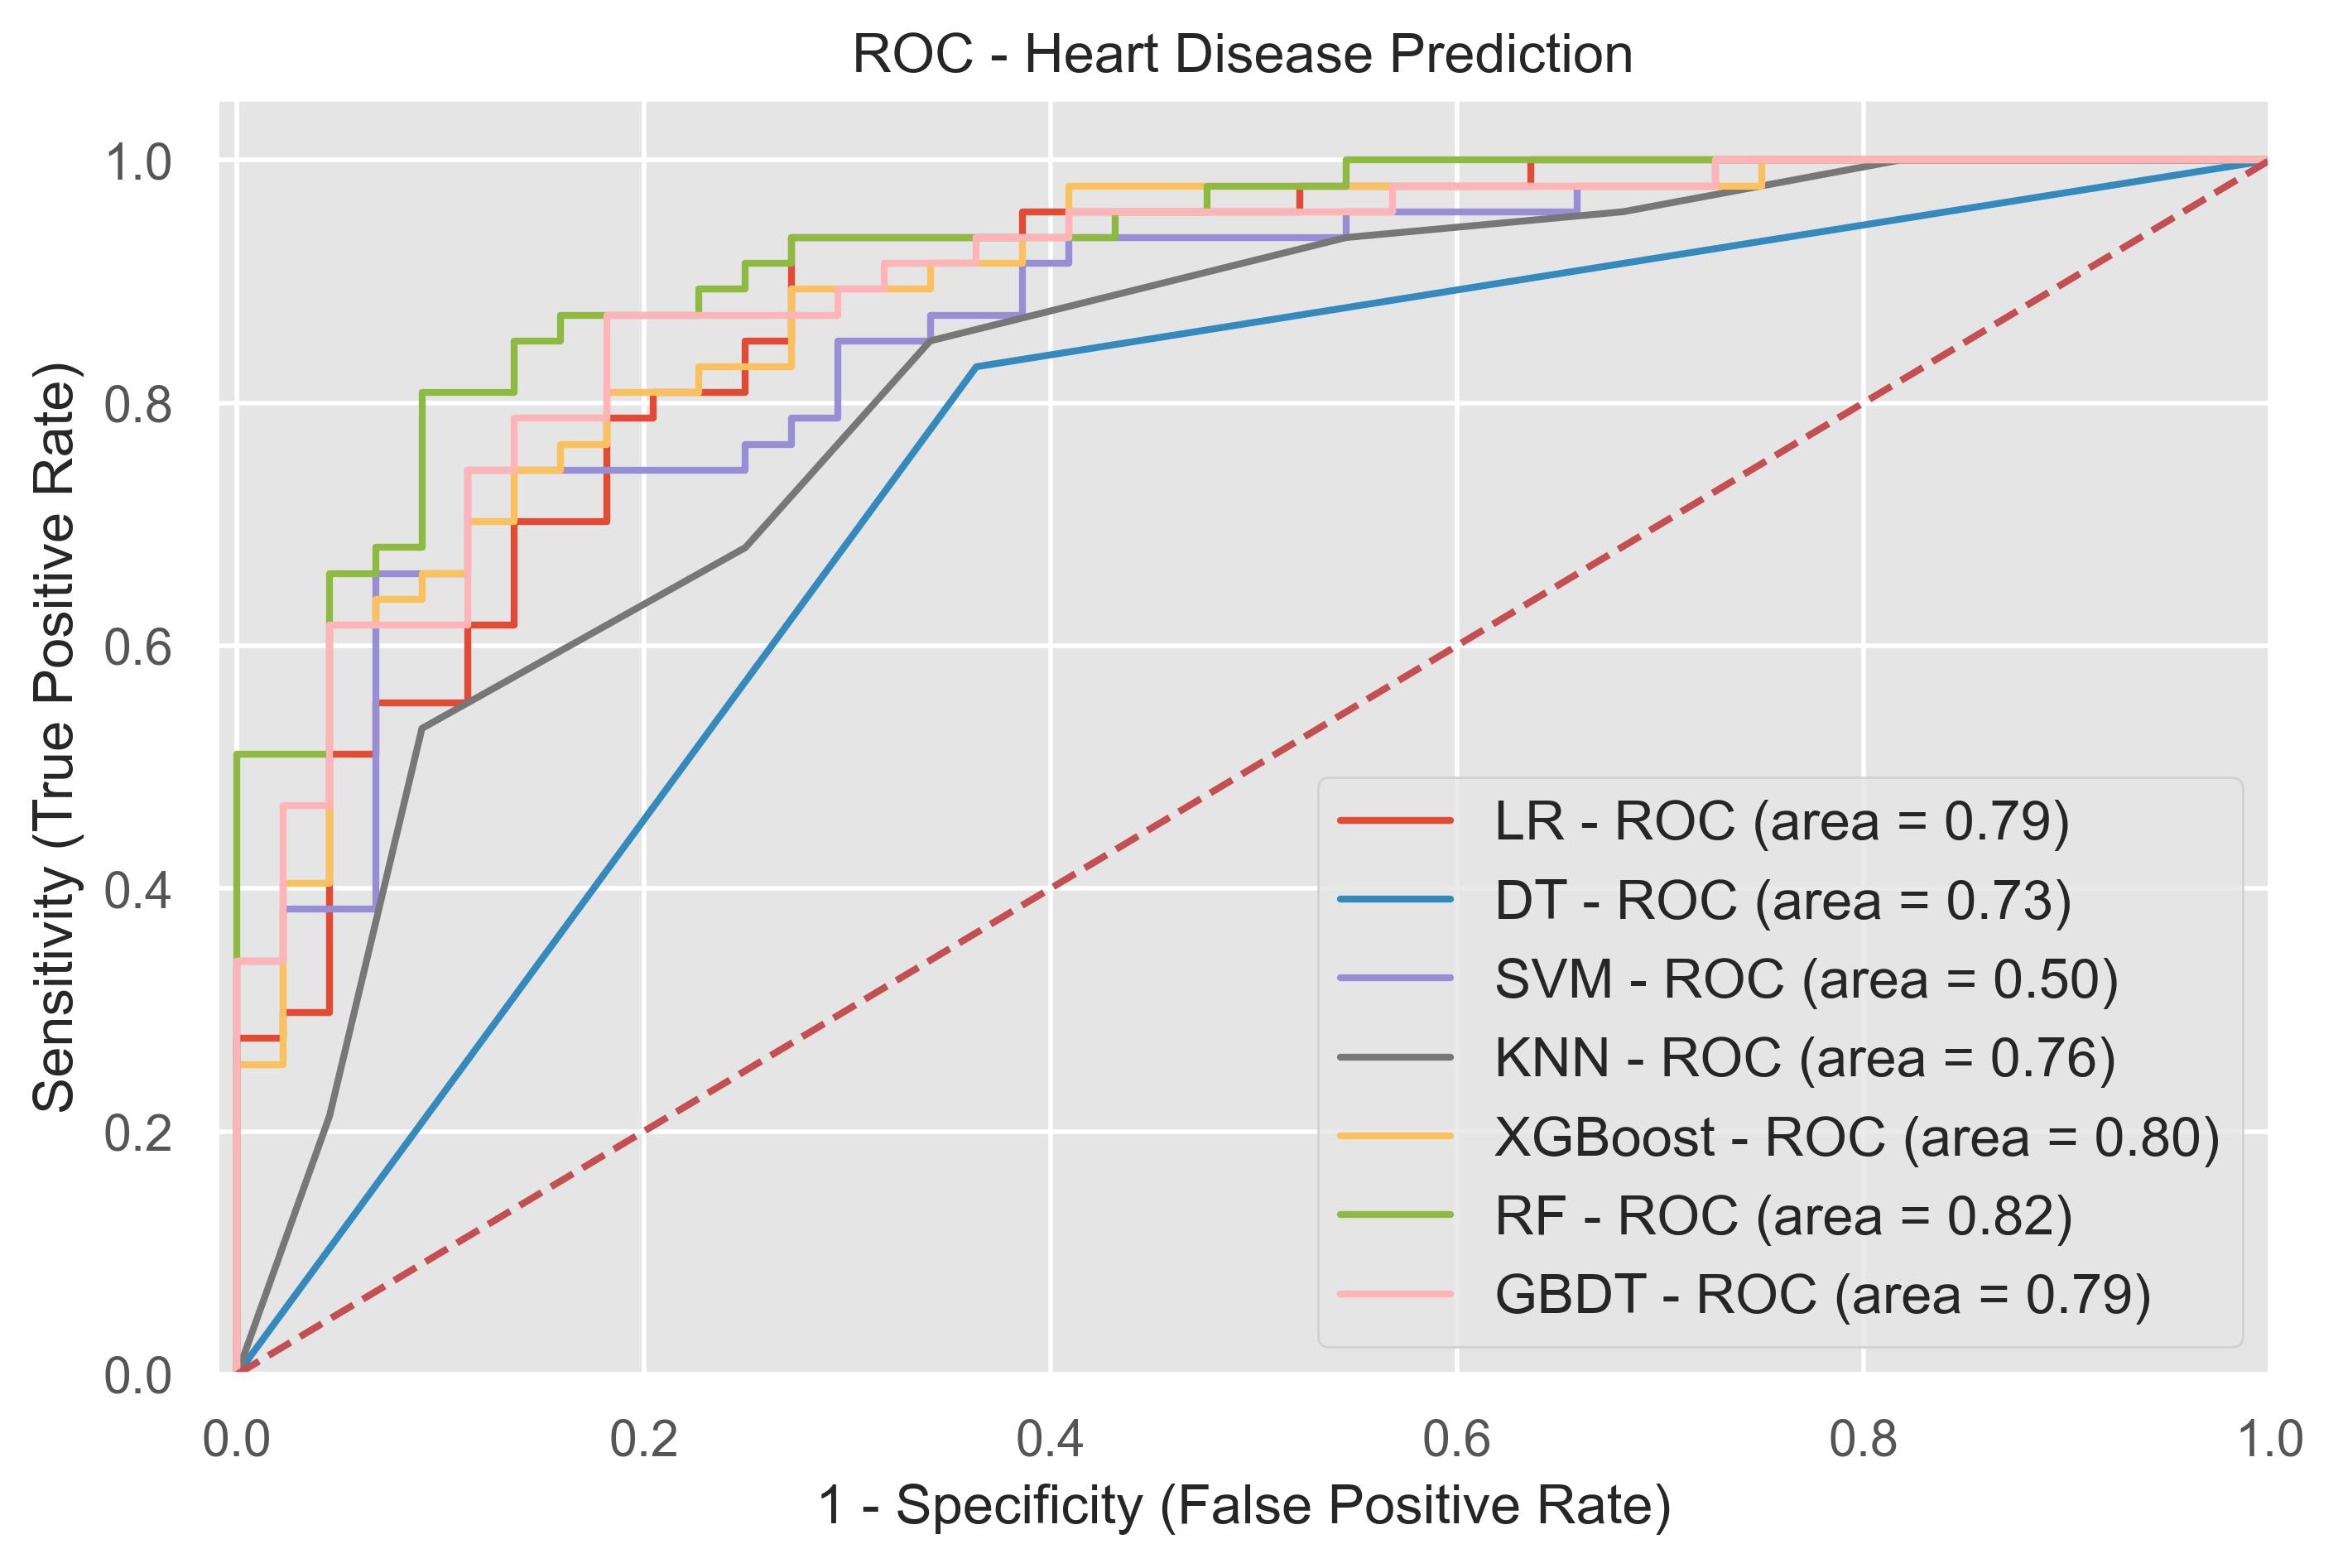 ROC - Heart Disease Prediction
Sensitivity (True Positive Rate)
1.0
0.8
0.6
0.4
0.2
0.0
LR - ROC (area = 0.79)
DT - ROC (area = 0.73)
SVM - ROC (area = 0.50)
KNN - ROC (area = 0.76)
XGBoost - ROC (area = 0.80)
RF - ROC (area = 0.82)
GBDT - ROC (area = 0.79)
0.0 0.2 0.4 0.6 0.8 1.0
1 - Specificity (False Positive Rate)